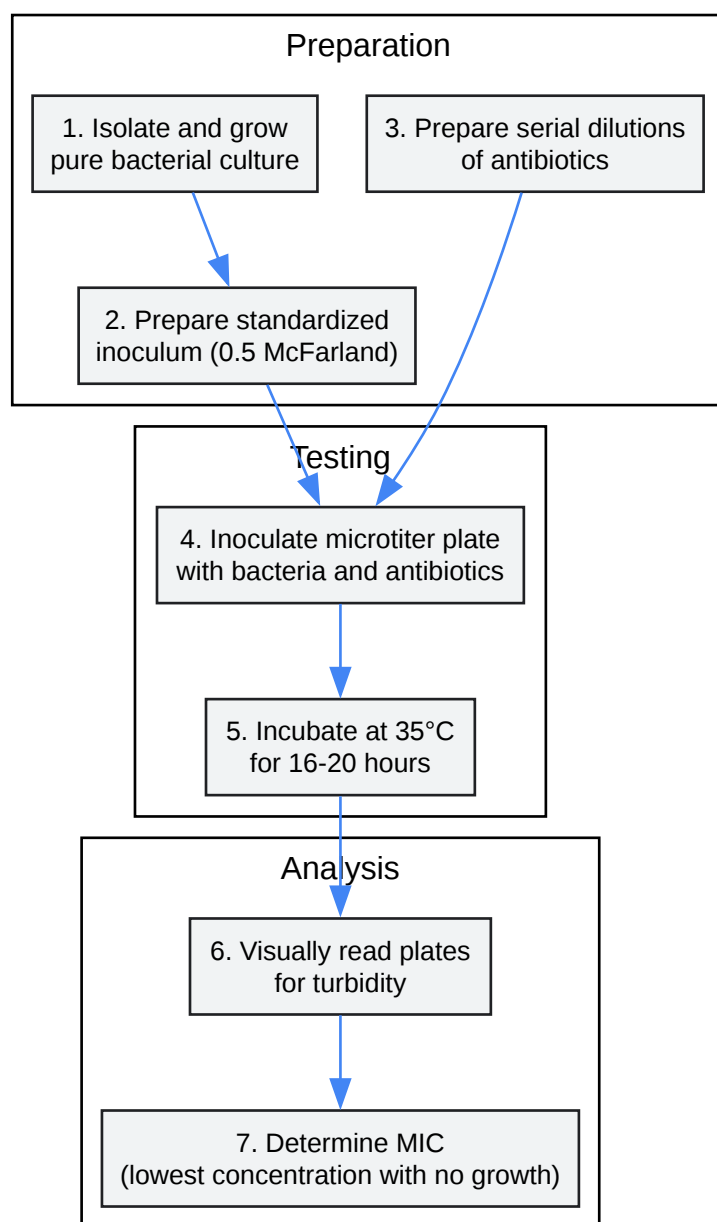 Preparation
1. Isolate and grow
pure bacterial culture
3. Prepare serial dilutions
of antibiotics
2. Prepare standardized
inoculum (0.5 McFarland)
Testing
4. Inoculate microtiter plate
with bacteria and antibiotics
5. Incubate at 35°C
for 16-20 hours
Analysis
6. Visually read plates
for turbidity
7. Determine MIC
(lowest concentration with no growth)